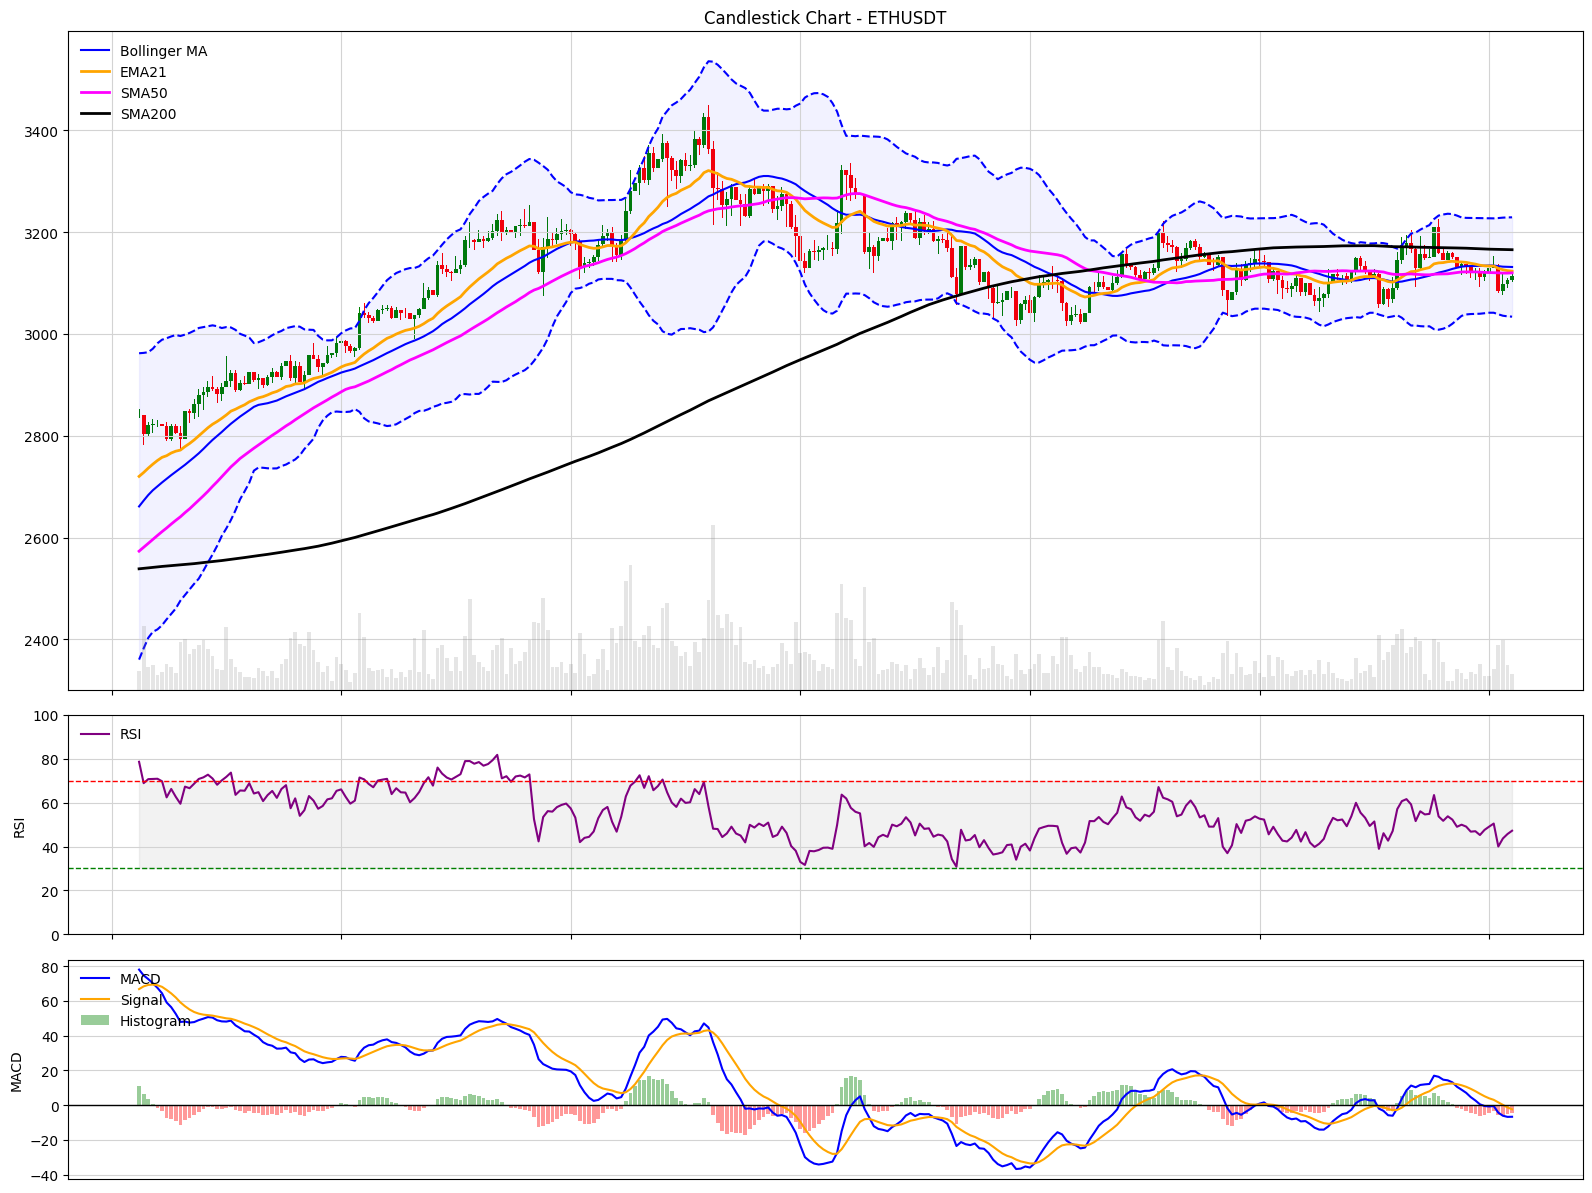 Candlestick Chart - ETHUSDT
Bollinger MA
EMA21
SMA50
SMA200
3400
3200
3000
2800
2600
2400
100
80
60
40
20
0
RSI
RSI
80
60
40
20
0
−20
−40
MACD
MACD
Signal
Histogram